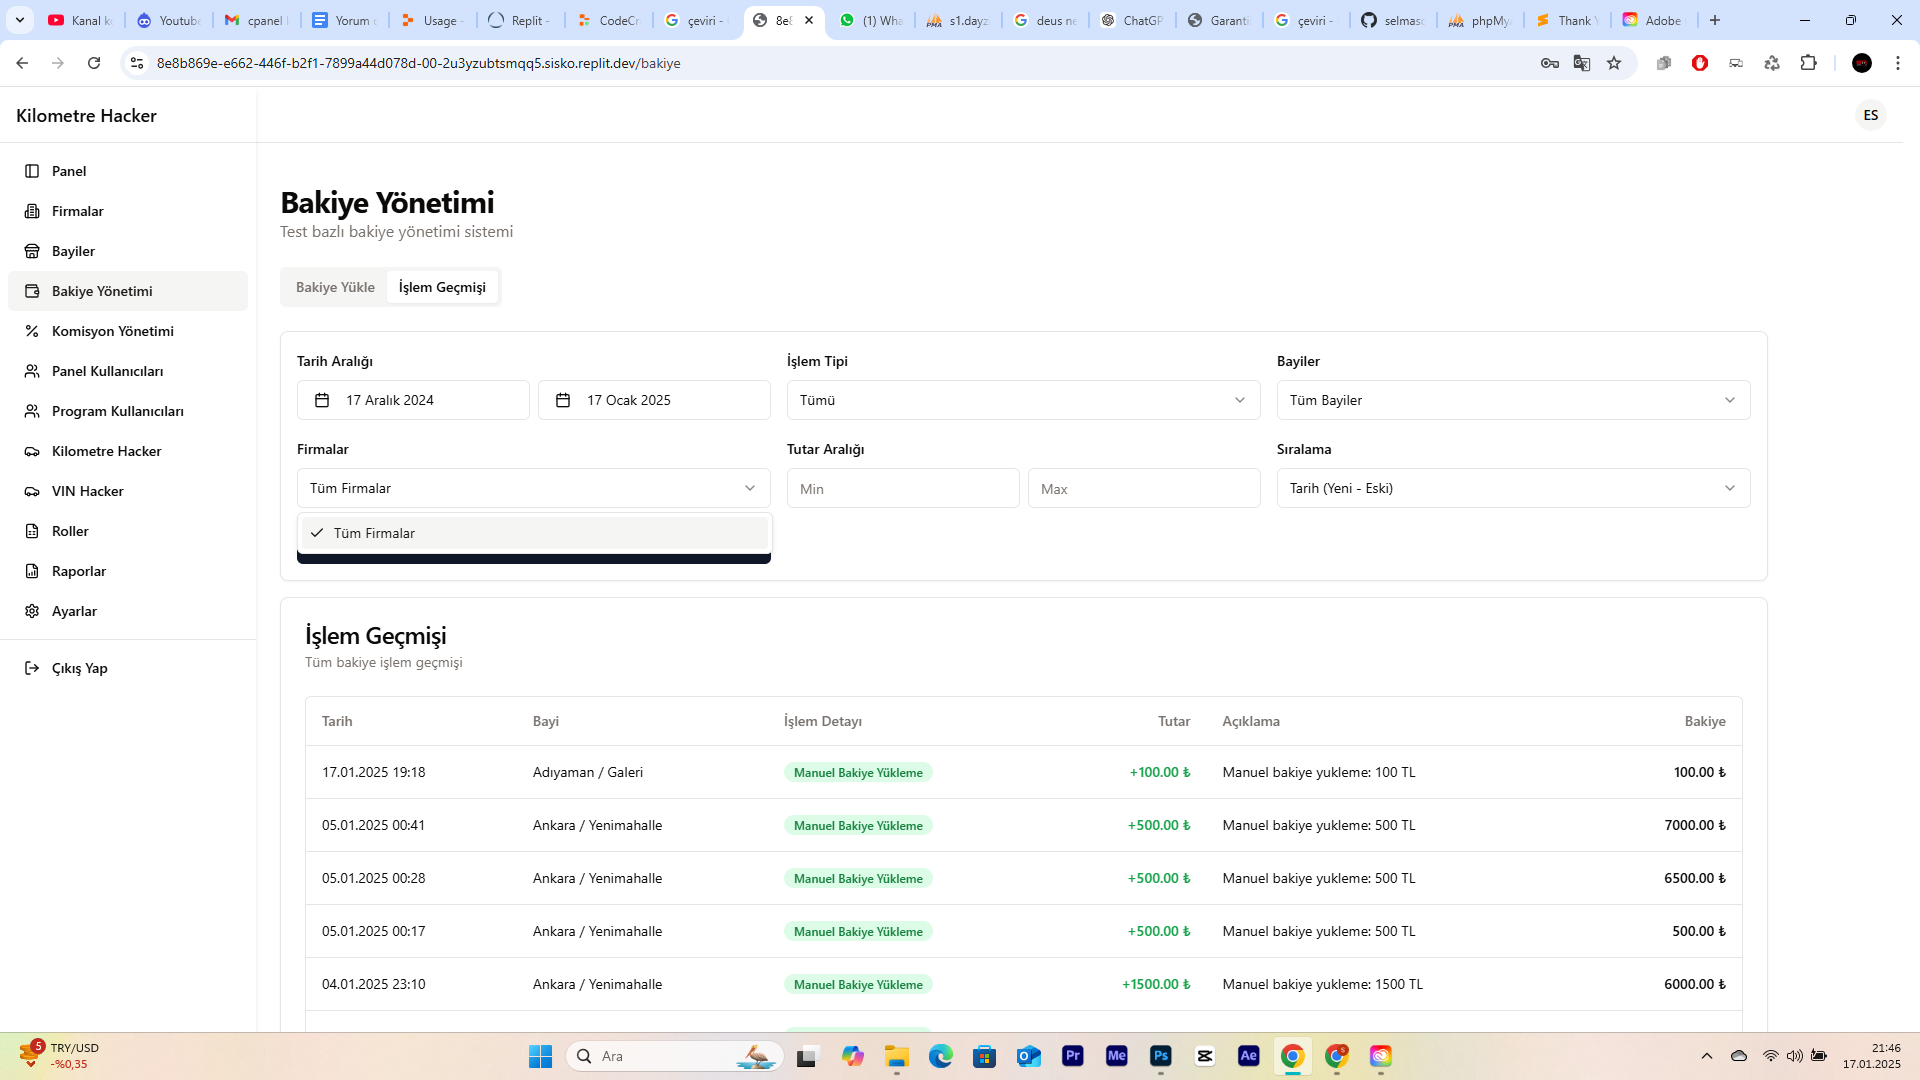 Kanal k
Youtube
cpanel
Yorum
Usage -
Replit -
CodeCr
çeviri -
8e8
(1) Wha
s1.dayz
deus ne
ChatGP
Garanti
çeviri -
selmas
phpMy
Thank Y
Adobe
8e8b869e-e662-446f-b2f1-7899a44d078d-00-2u3yzubtsmqq5.sisko.replit.dev/bakiye
Kilometre Hacker
ES
Panel
Firmalar
Bayiler
Bakiye Yönetimi
Komisyon Yönetimi
Panel Kullanıcıları
Program Kullanıcıları
Kilometre Hacker
VIN Hacker
Roller
Raporlar
Ayarlar
Çıkış Yap
Bakiye Yönetimi
Test bazlı bakiye yönetimi sistemi
Bakiye Yükle İşlem Geçmişi
Tarih Aralığı İşlem Tipi Bayiler
17 Aralık 2024 17 Ocak 2025 Tümü Tüm Bayiler
Firmalar Tutar Aralığı Sıralama
Tüm Firmalar Min Max Tarih (Yeni - Eski)
Tüm Firmalar
İşlem Geçmişi
Tüm bakiye işlem geçmişi
Tarih Bayi İşlem Detayı Tutar Açıklama Bakiye
17.01.2025 19:18 Adıyaman / Galeri Manuel Bakiye Yükleme +100.00 ₺ Manuel bakiye yukleme: 100 TL 100.00 ₺
05.01.2025 00:41 Ankara / Yenimahalle Manuel Bakiye Yükleme +500.00 ₺ Manuel bakiye yukleme: 500 TL 7000.00 ₺
05.01.2025 00:28 Ankara / Yenimahalle Manuel Bakiye Yükleme +500.00 ₺ Manuel bakiye yukleme: 500 TL 6500.00 ₺
05.01.2025 00:17 Ankara / Yenimahalle Manuel Bakiye Yükleme +500.00 ₺ Manuel bakiye yukleme: 500 TL 500.00 ₺
04.01.2025 23:10 Ankara / Yenimahalle Manuel Bakiye Yükleme +1500.00 ₺ Manuel bakiye yukleme: 1500 TL 6000.00 ₺
5
TRY/USD
-%0,35
Ara
Pr
Me
Ps
Ae
21:46
17.01.2025